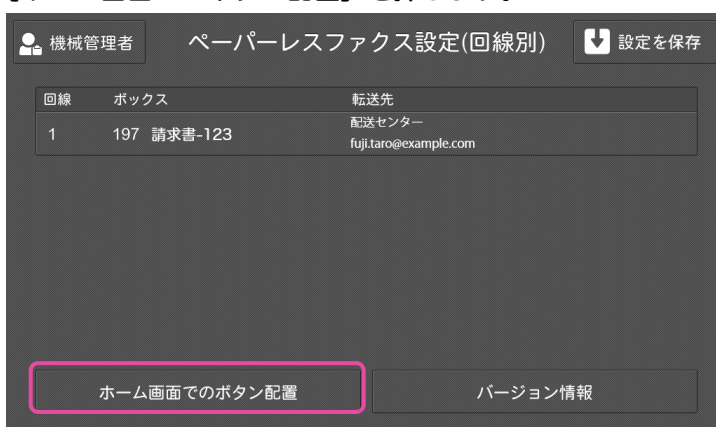 機械管理者 ペーパーレスファクス設定(回線別) 設定を保存
回線 ボックス 転送先
1 197 請求書-123 配送センター
fuji.taro@example.com
ホーム画面でのボタン配置 バージョン情報